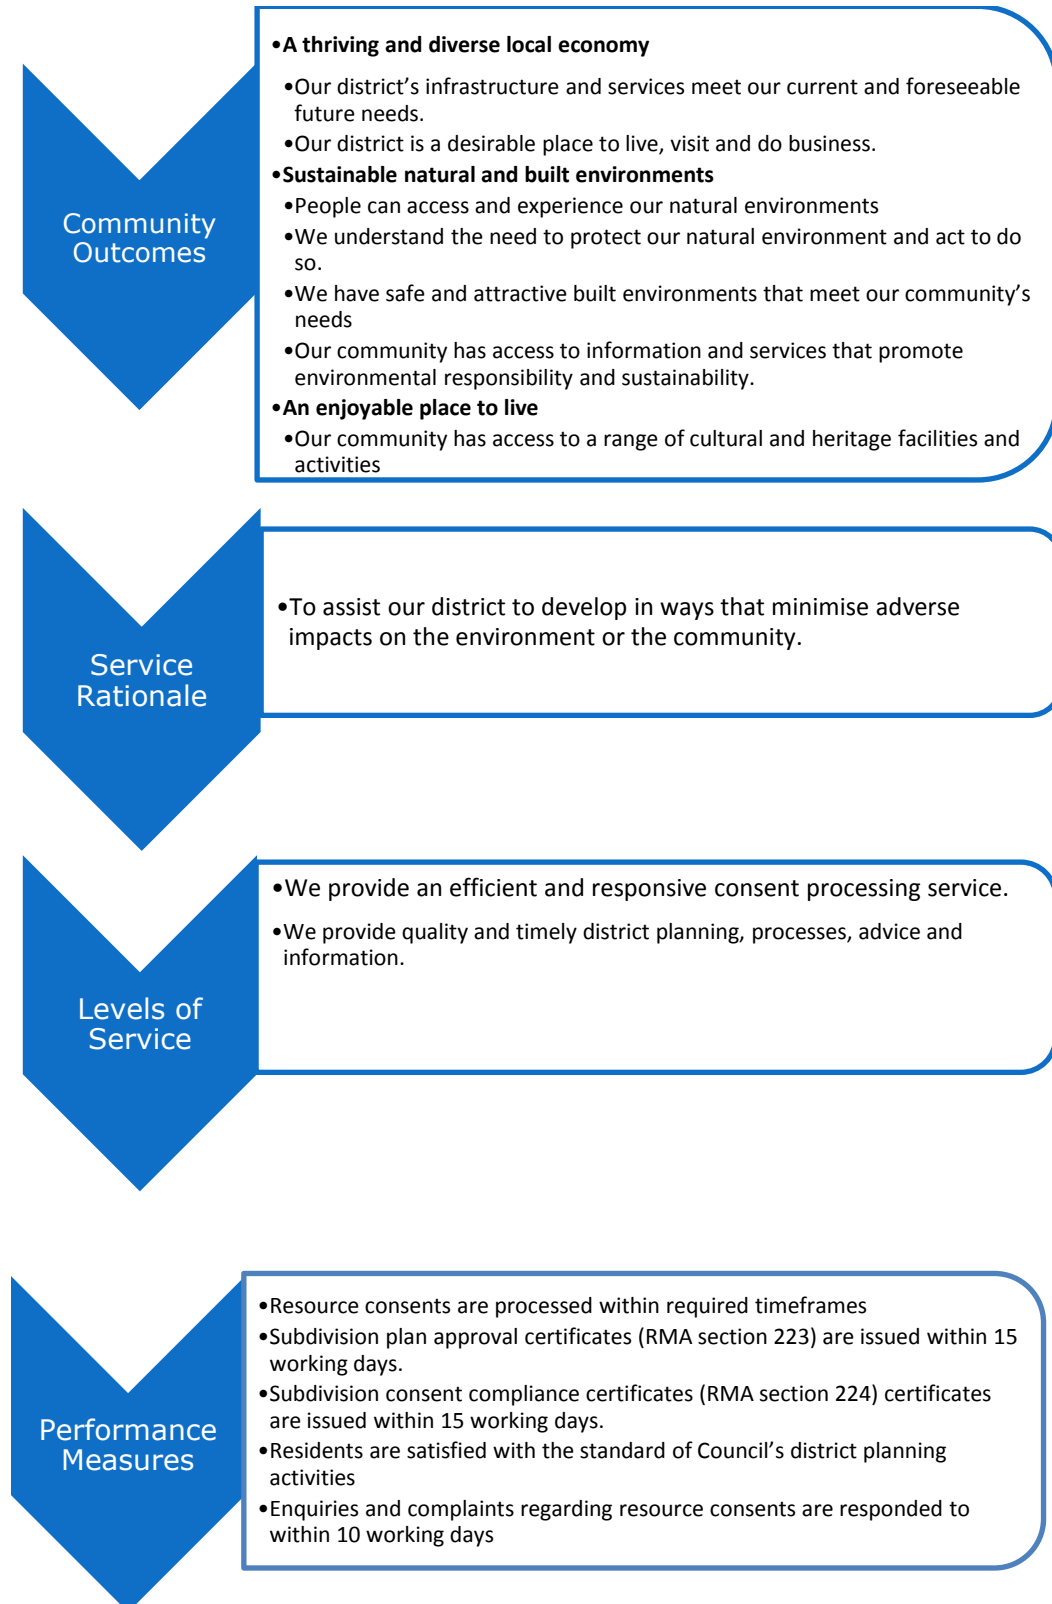 Community
Outcomes
•A thriving and diverse local economy
•Our district’s infrastructure and services meet our current and foreseeable
future needs.
•Our district is a desirable place to live, visit and do business.
•Sustainable natural and built environments
•People can access and experience our natural environments
•We understand the need to protect our natural environment and act to do
so.
•We have safe and attractive built environments that meet our community’s
needs
•Our community has access to information and services that promote
environmental responsibility and sustainability.
•An enjoyable place to live
•Our community has access to a range of cultural and heritage facilities and
activities
Service
Rationale
•To assist our district to develop in ways that minimise adverse
impacts on the environment or the community.
Levels of
Service
•We provide an efficient and responsive consent processing service.
•We provide quality and timely district planning, processes, advice and
information.
Performance
Measures
•Resource consents are processed within required timeframes
•Subdivision plan approval certificates (RMA section 223) are issued within 15
working days.
•Subdivision consent compliance certificates (RMA section 224) certificates
are issued within 15 working days.
•Residents are satisfied with the standard of Council’s district planning
activities
•Enquiries and complaints regarding resource consents are responded to
within 10 working days